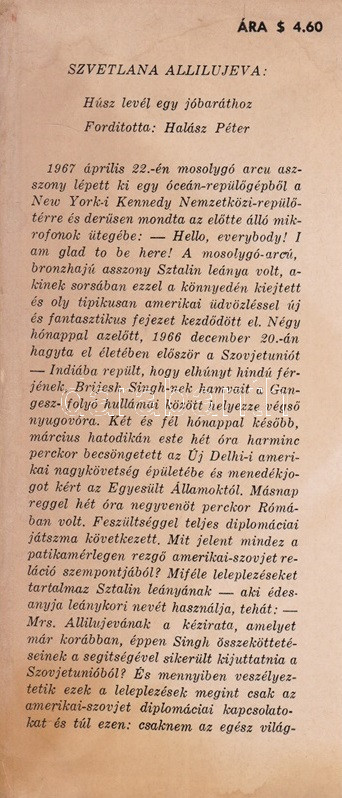 ÁRA $ 4.60
SZVETLANA ALLILUJEVA:
Húsz levél egy jóbaráthoz
Forditotta: Halász Péter
1967 április 22.-én mosolygó arcu asz-
szony lépett ki egy óceán-repülőgépből a
New York-i Kennedy Nemzetközi-repülő-
térre és derüsen mondta az előtte álló mik-
rofonok ütegébe: — Hello, everybody! I
am glad to be here! A mosolygó-arcú,
bronzhajú asszony Sztalin leánya volt, a-
kinek sorsában ezzel a könnyedén kiejtett
és oly tipikusan amerikai üdvözléssel új
és fantasztikus fejezet kezdődött el. Négy
hónappal azelőtt, 1966 december 20.-án
hagyta el életében először a Szovjetuniót
— Indiába repült, hogy elhúnyt hindú fér-
jének, Brijesh Singh-nek hamvait a Gan-
gesz-folyó hullámai között helyezze végső
nyugovóra. Két és fél hónappal később,
március hatodikán este hét óra harminc
perckor becsöngetett az Új Delhi-i ameri-
kai nagykövetség épületébe és menedékjo-
got kért az Egyesült Államoktól. Másnap
reggel hét óra negyvenöt perckor Rómá-
ban volt. Feszültséggel teljes diplomáciai
játszma következett. Mit jelent mindez a
patikamérlegen rezgő amerikai-szovjet re-
láció szempontjából? Miféle leleplezéseket
tartalmaz Sztalin leányának — aki édes-
anyja leánykori nevét használja, tehát: —
Mrs. Allilujevának a kézirata, amelyet
már korábban, éppen Singh összekötteté-
seinek a segitségével sikerült kijuttatnia a
Szovjetunióból? És mennyiben veszélyez-
tetik ezek a leleplezések megint csak az
amerikai-szovjet diplomáciai kapcsolato-
kat és túl ezen: csaknem az egész világ-